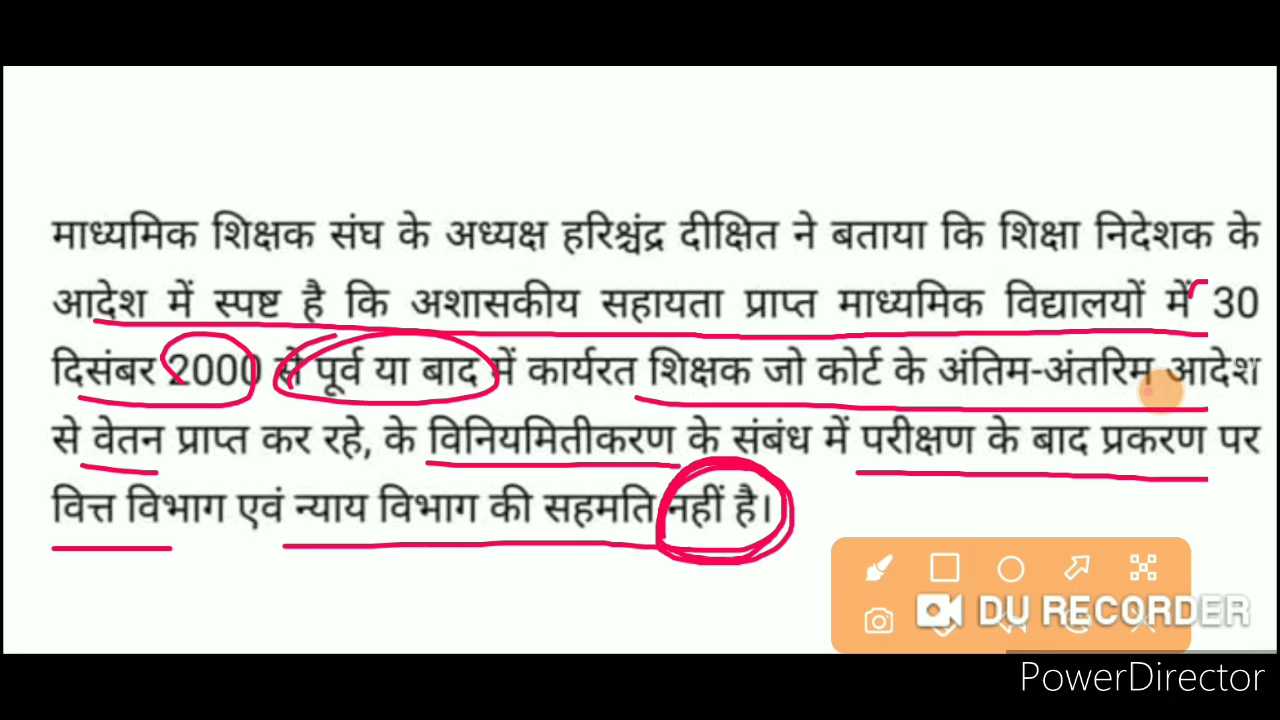 माध्यमिक शिक्षक संघ के अध्यक्ष हरिश्चंद्र दीक्षित ने बताया कि शिक्षा निदेशक के
आदेश में स्पष्ट है कि अशासकीय सहायता प्राप्त माध्यमिक विद्यालयों में 30
दिसंबर 2000 से पूर्व या बाद में कार्यरत शिक्षक जो कोर्ट के अंतिम-अंतरिम आदेश
से वेतन प्राप्त कर रहे, के विनियमितीकरण के संबंध में परीक्षण के बाद प्रकरण पर
वित्त विभाग एवं न्याय विभाग की सहमति नहीं है।
DU RECORDER
PowerDirector